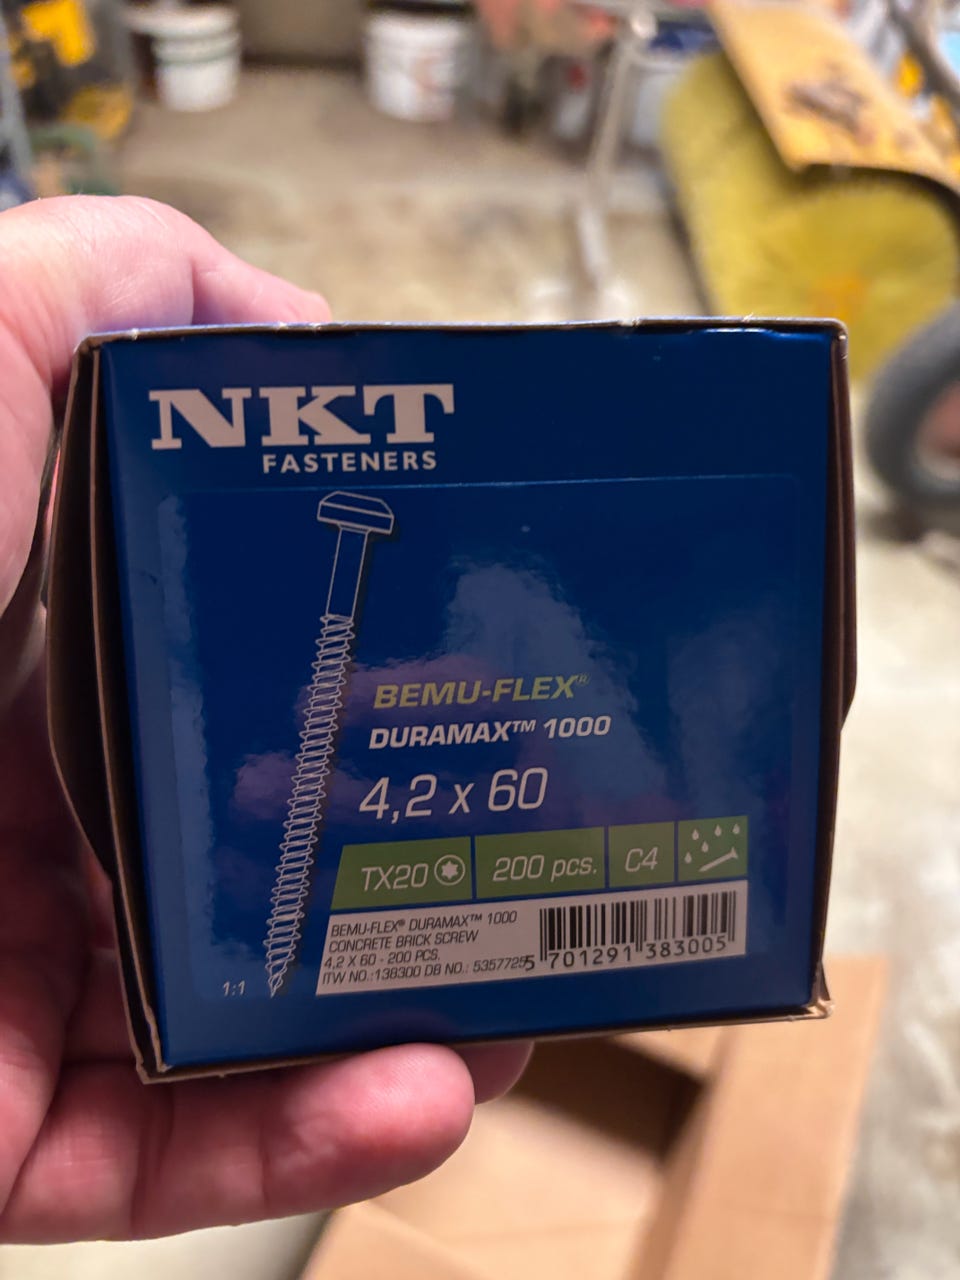 NKT
FASTENERS
BEMU-FLEX®
DURAMAX™ 1000
4,2 x 60
TX20
200 pcs.
C4
BEMU-FLEX® DURAMAX™ 1000
CONCRETE BRICK SCREW
4,2 X 60 - 200 PCS.
ITW NO.:138300 DB NO.: 5357725
5 701291 383005
1:1